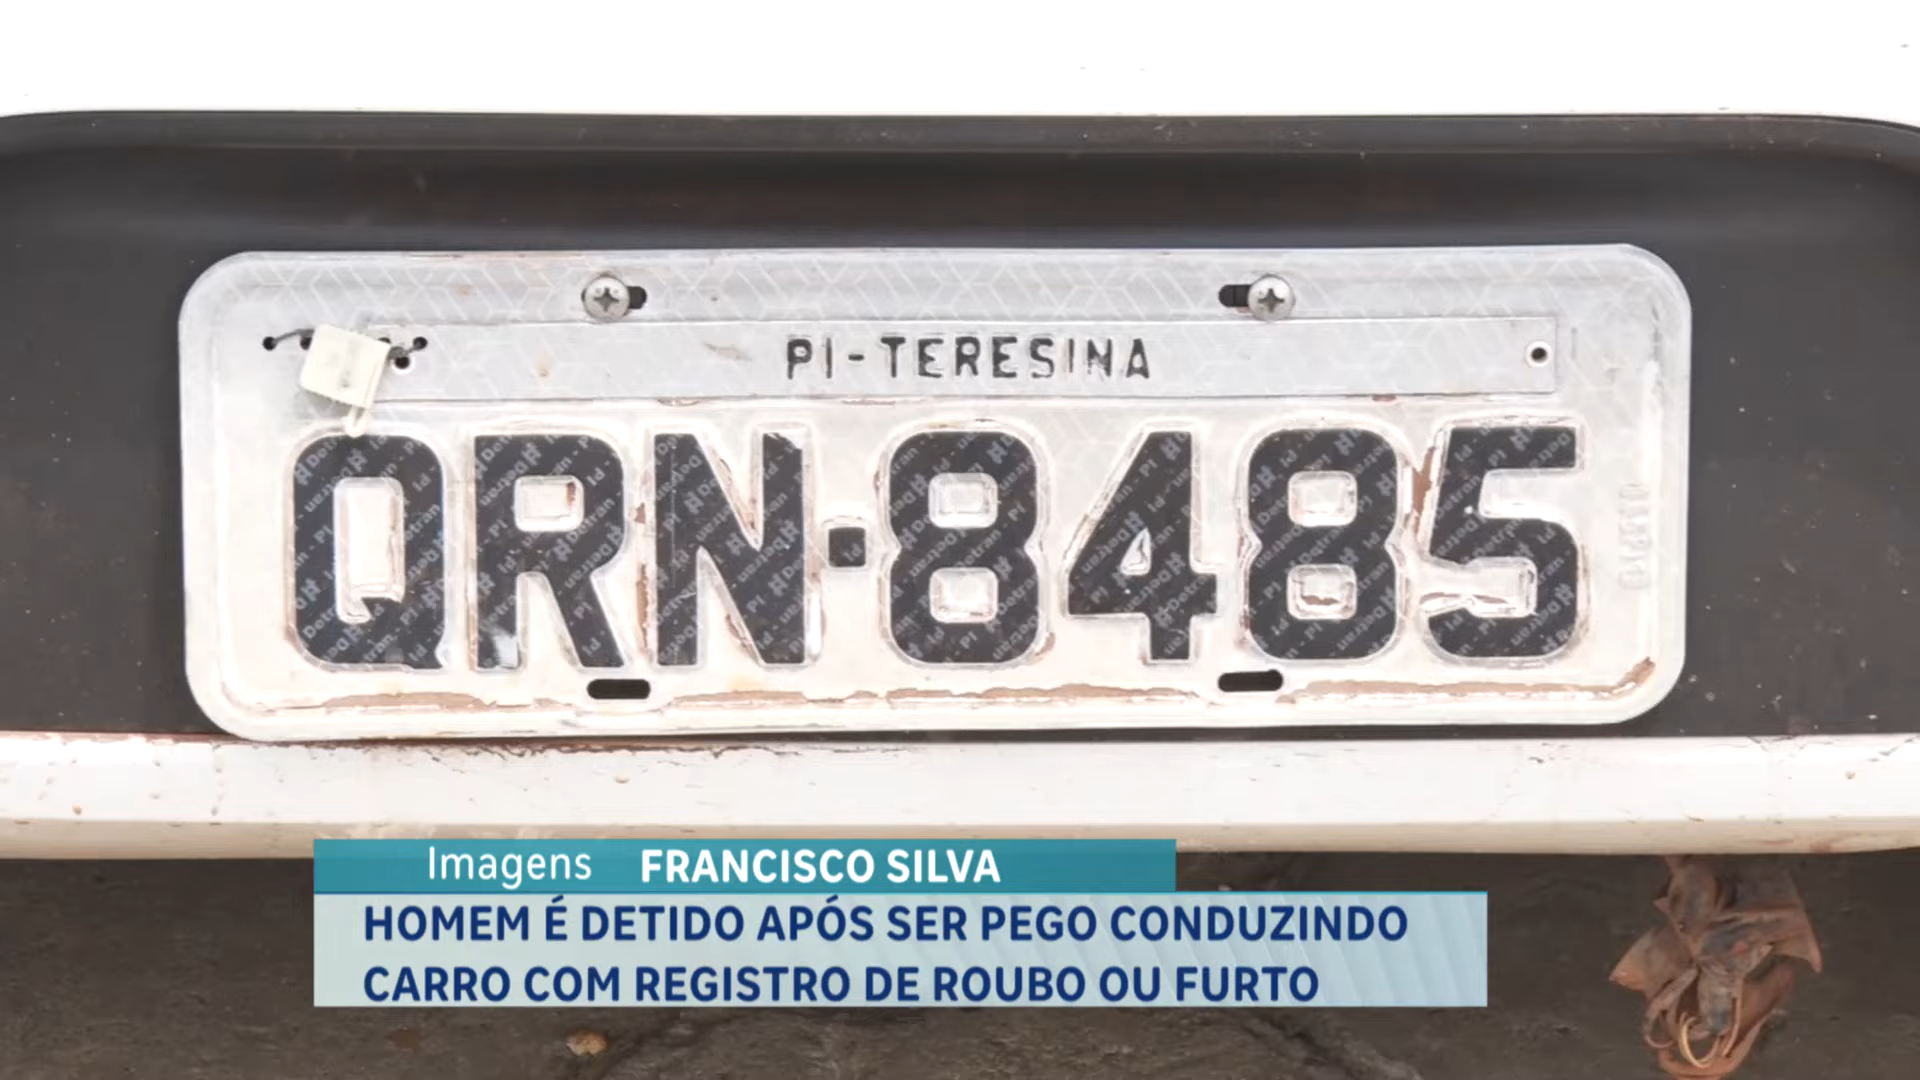 PI-TERESINA
QRN·8485
Imagens FRANCISCO SILVA
HOMEM É DETIDO APÓS SER PEGO CONDUZINDO
CARRO COM REGISTRO DE ROUBO OU FURTO